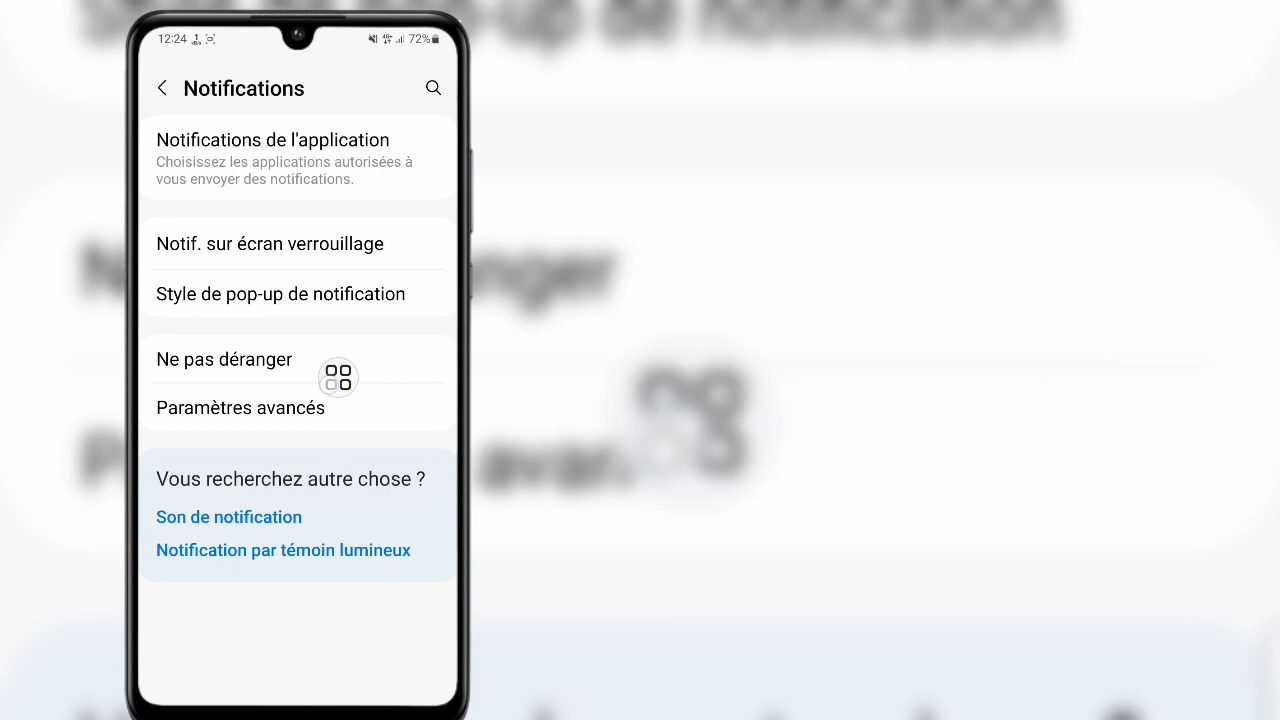 12:24
72%
Notifications
Notifications de l'application
Choisissez les applications autorisées à
vous envoyer des notifications.
Notif. sur écran verrouillage
Style de pop-up de notification
Ne pas déranger
Paramètres avancés
Vous recherchez autre chose ?
Son de notification
Notification par témoin lumineux